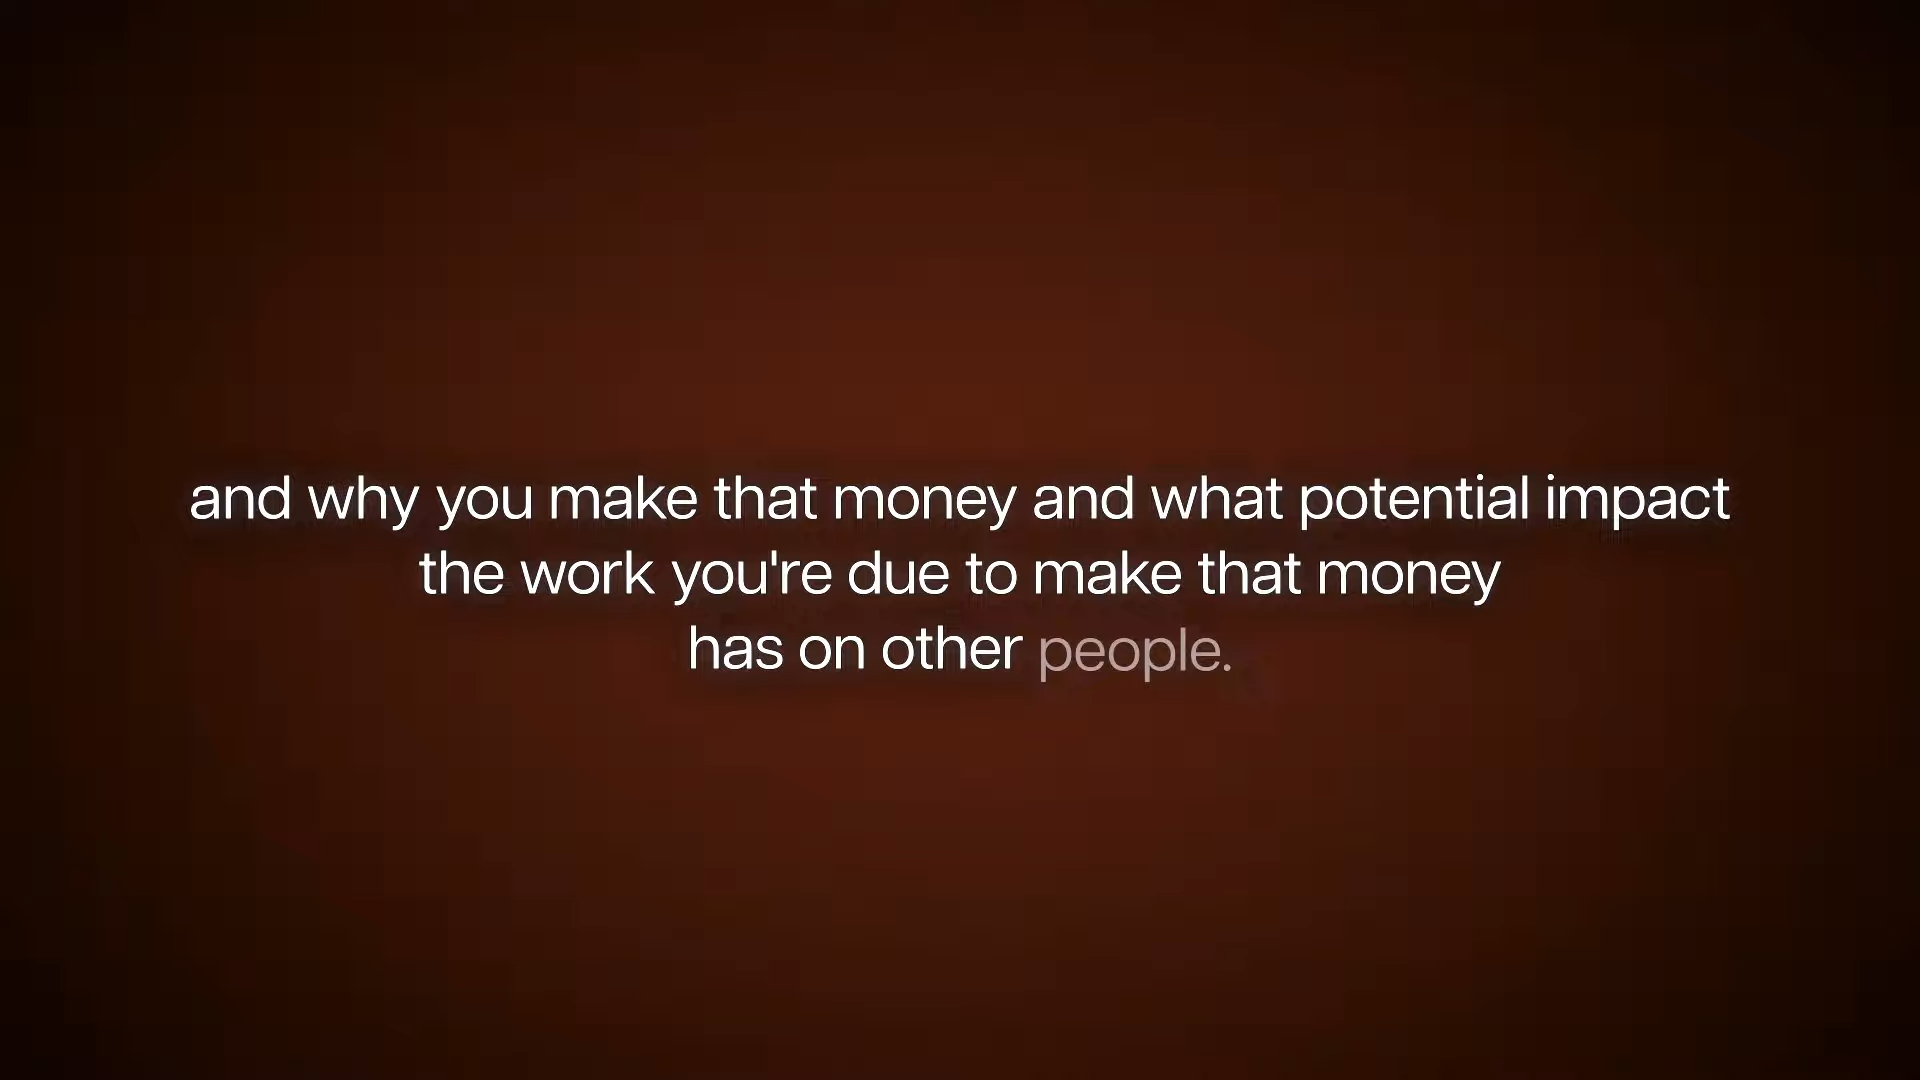 and why you make that money and what potential impact
the work you're due to make that money
has on other people.